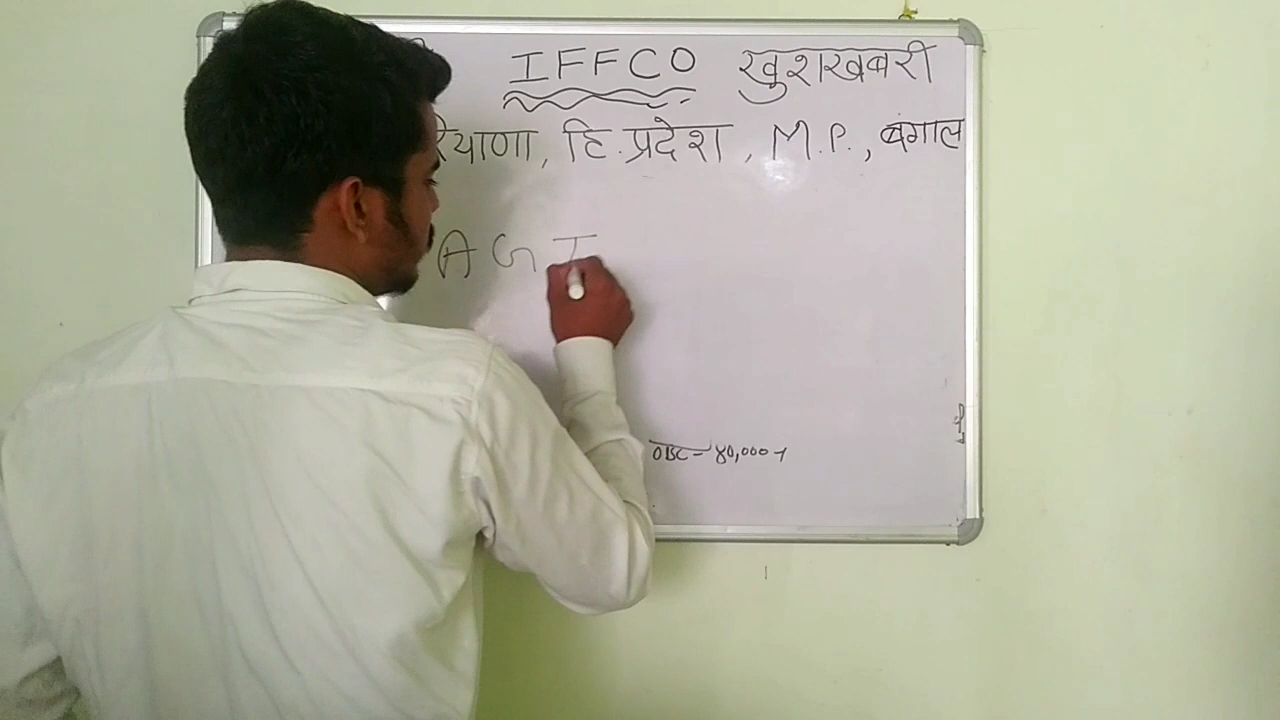 IFFCO खुशखबरी
रियाणा, हि.प्रदेश, M.P., बंगाल
A G T
OBC - 80,000